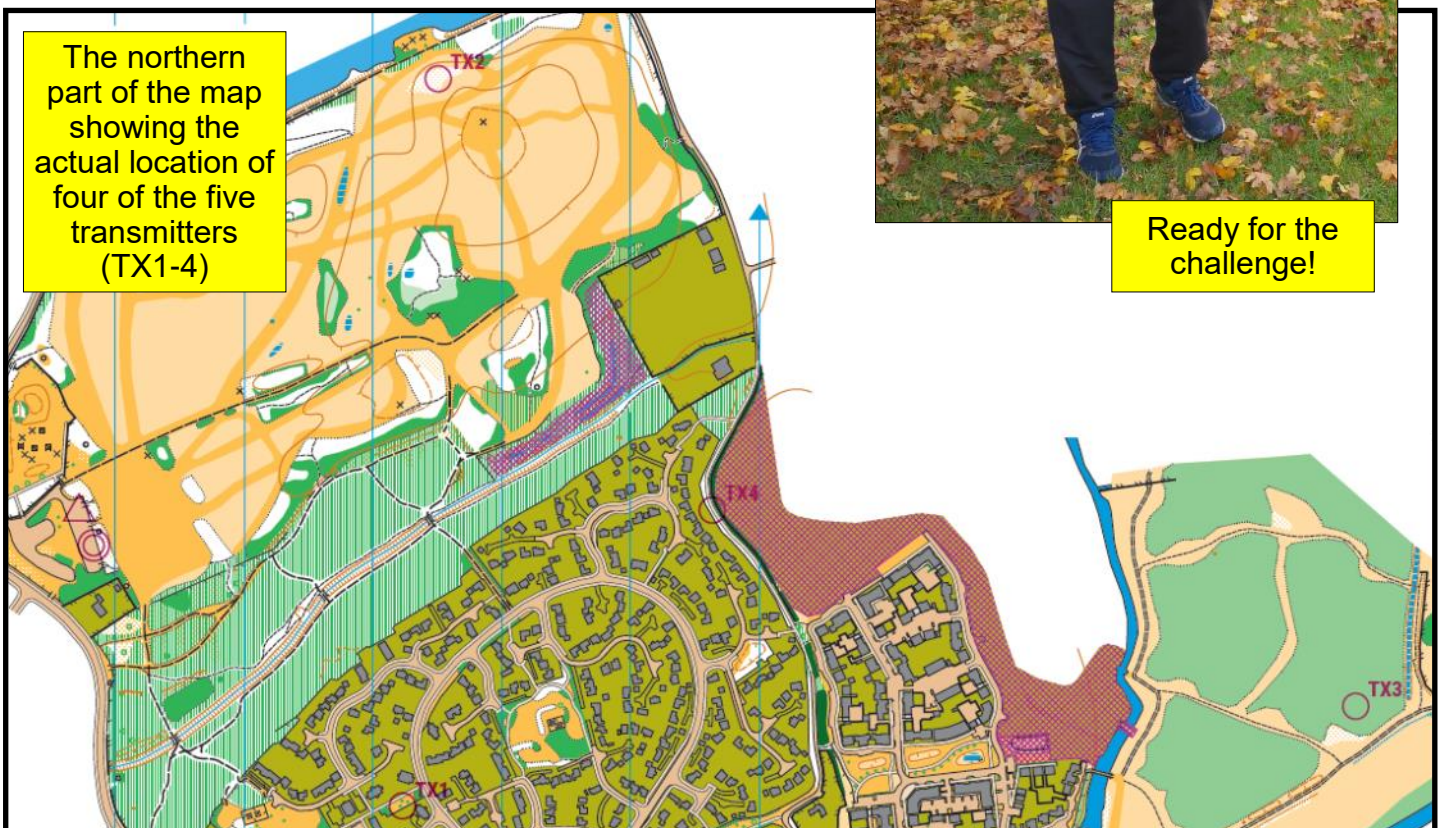 The northern
part of the map
showing the
actual location of
four of the five
transmitters
(TX1-4)
Ready for the
challenge!
TX2
TX4
TX3
TX1